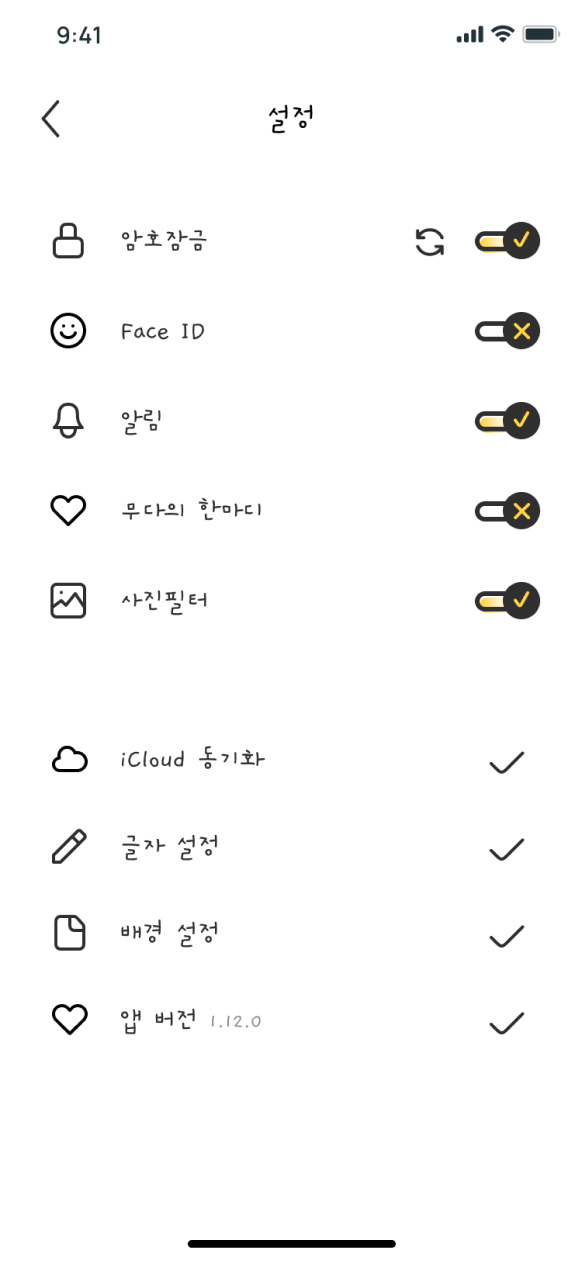 9:41
설정
암호잠금
Face ID
알림
무다의 한마디
사진필터
iCloud 동기화
글자 설정
배경 설정
앱 버전 1.12.0